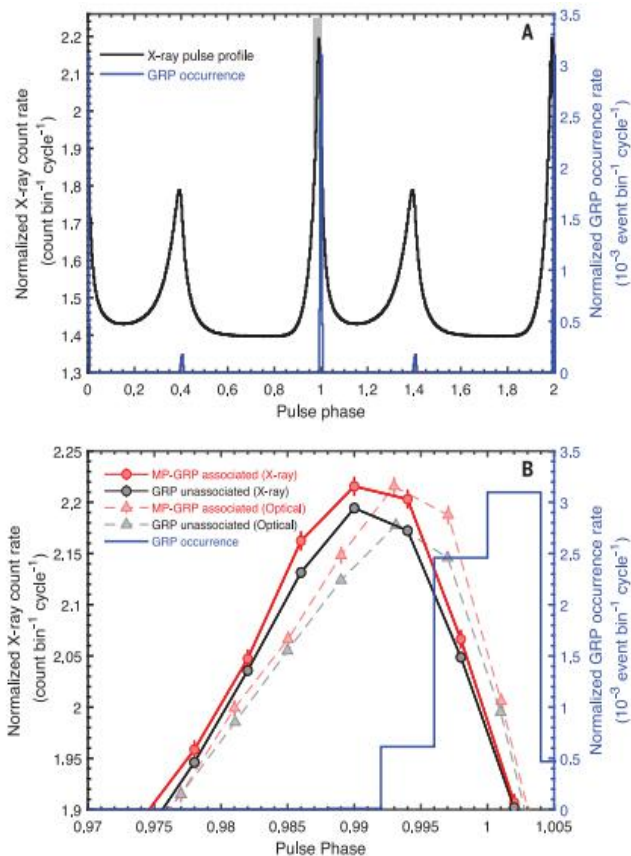 A
X-ray pulse profile
GRP occurrence
Normalized X-ray count rate
(count bin-1 cycle-1)
2.2
2.1
2
1.9
1.8
1.7
1.6
1.5
1.4
1.3
3.5
3
2.5
2
1.5
1
0.5
0
Normalized GRP occurrence rate
(10-3 event bin-1 cycle-1)
0 0.2 0.4 0.6 0.8 1 1.2 1.4 1.6 1.8 2
Pulse phase
B
MP-GRP associated (X-ray)
GRP unassociated (X-ray)
MP-GRP associated (Optical)
GRP unassociated (Optical)
GRP occurrence
Normalized X-ray count rate
(count bin-1 cycle-1)
2.25
2.2
2.15
2.1
2.05
2
1.95
1.9
3.5
3
2.5
2
1.5
1
0.5
0
Normalized GRP occurrence rate
(10-3 event bin-1 cycle-1)
0.97 0.975 0.98 0.985 0.99 0.995 1 1.005
Pulse Phase